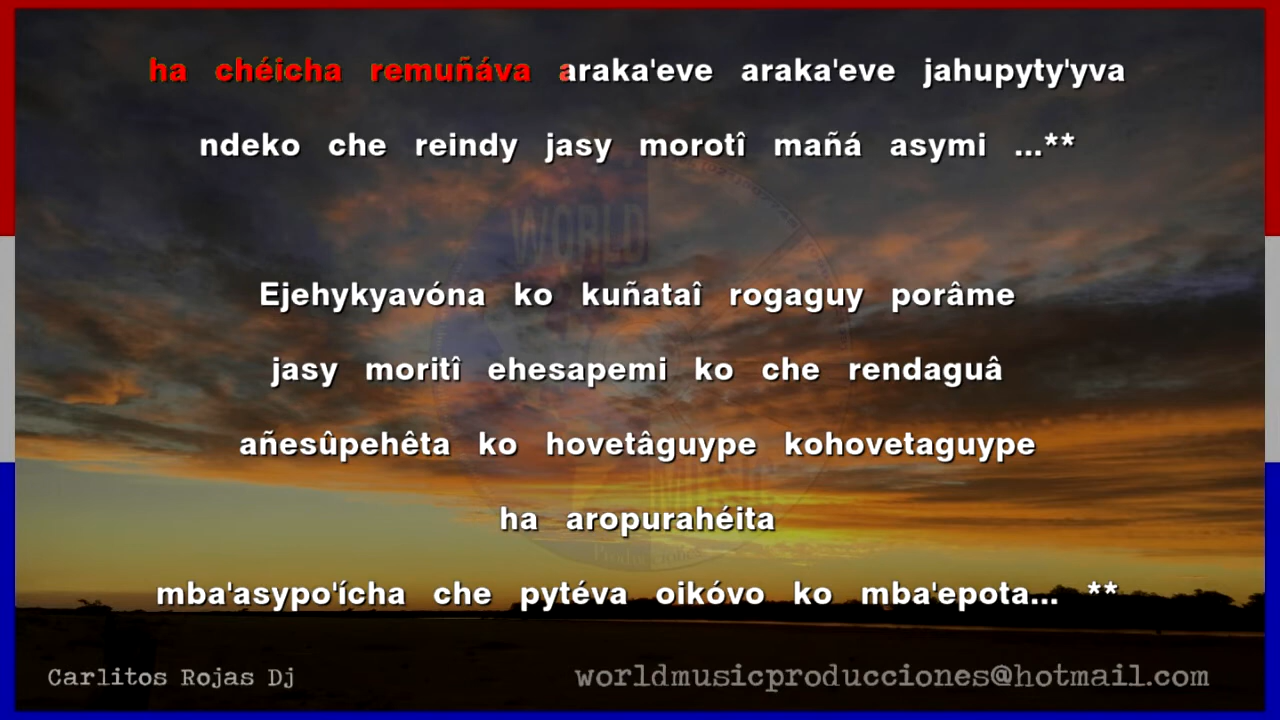 ha chéicha remuñáva araka'eve araka'eve jahupyty'yva
ndeko che reindy jasy morotî mañá asymi ...**
WORLD
Ejehykyavóna ko kuñataî rogaguy porâme
jasy moritî ehesapemi ko che rendaguâ
añesûpehêta ko hovetâguype kohovetaguype
MUSIC
ha aropurahéita
mba'asypo'ícha che pytéva oikóvo ko mba'epota... **
Carlitos Rojas Dj
worldmusicproducciones@hotmail.com